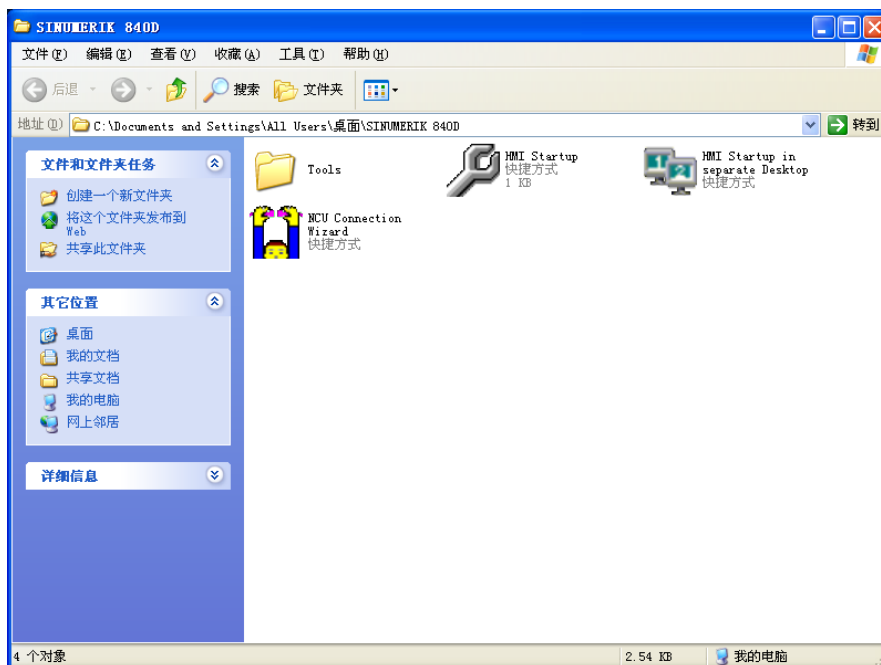 SINUMERIK 840D
文件(F) 编辑(E) 查看(V) 收藏(A) 工具(T) 帮助(H)
后退 搜索 文件夹
地址(D) C:\Documents and Settings\All Users\桌面\SINUMERIK 840D 转到
文件和文件夹任务
创建一个新文件夹
将这个文件夹发布到
Web
共享此文件夹
其它位置
桌面
我的文档
共享文档
我的电脑
网上邻居
详细信息
Tools
HMI Startup
快捷方式
1 KB
HMI Startup in
separate Desktop
快捷方式
NCU Connection
Wizard
快捷方式
4 个对象 2.54 KB 我的电脑